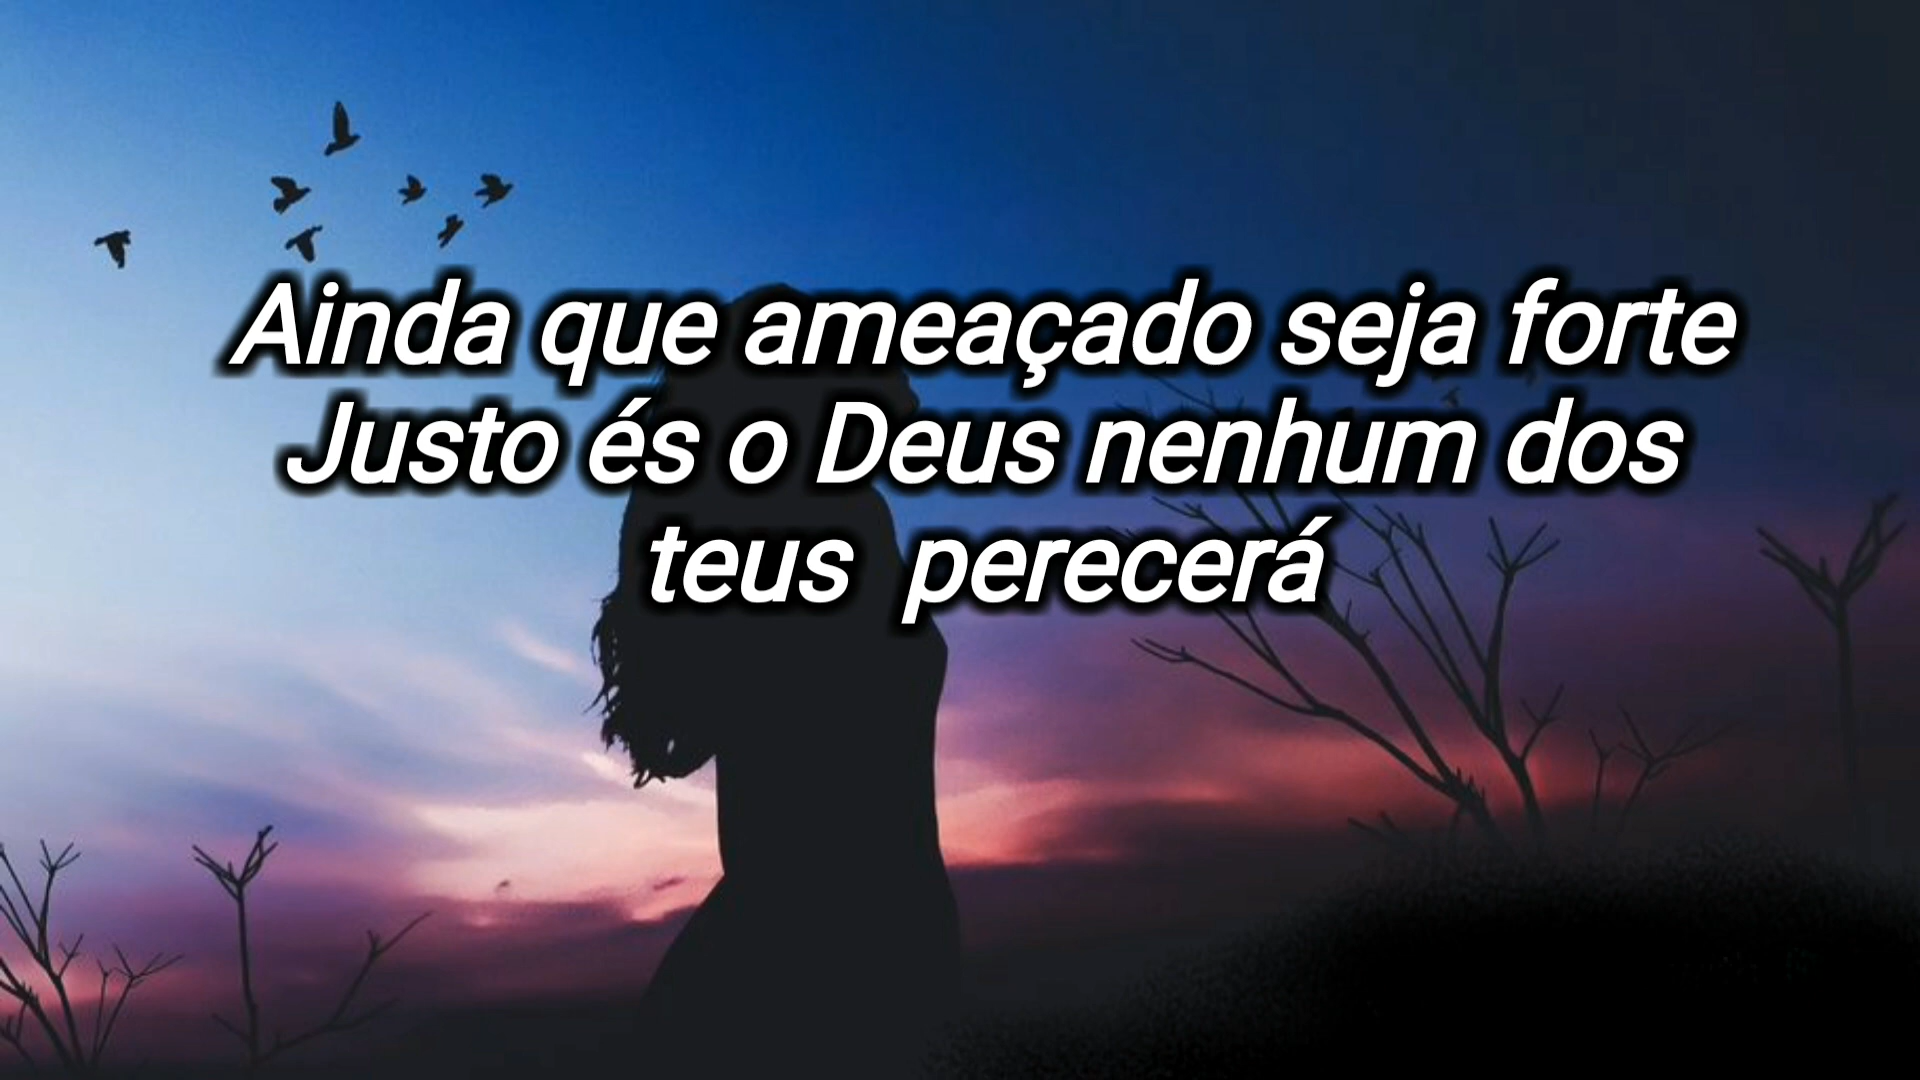 Ainda que ameaçado seja forte
Justo és o Deus nenhum dos
teus  perecerá